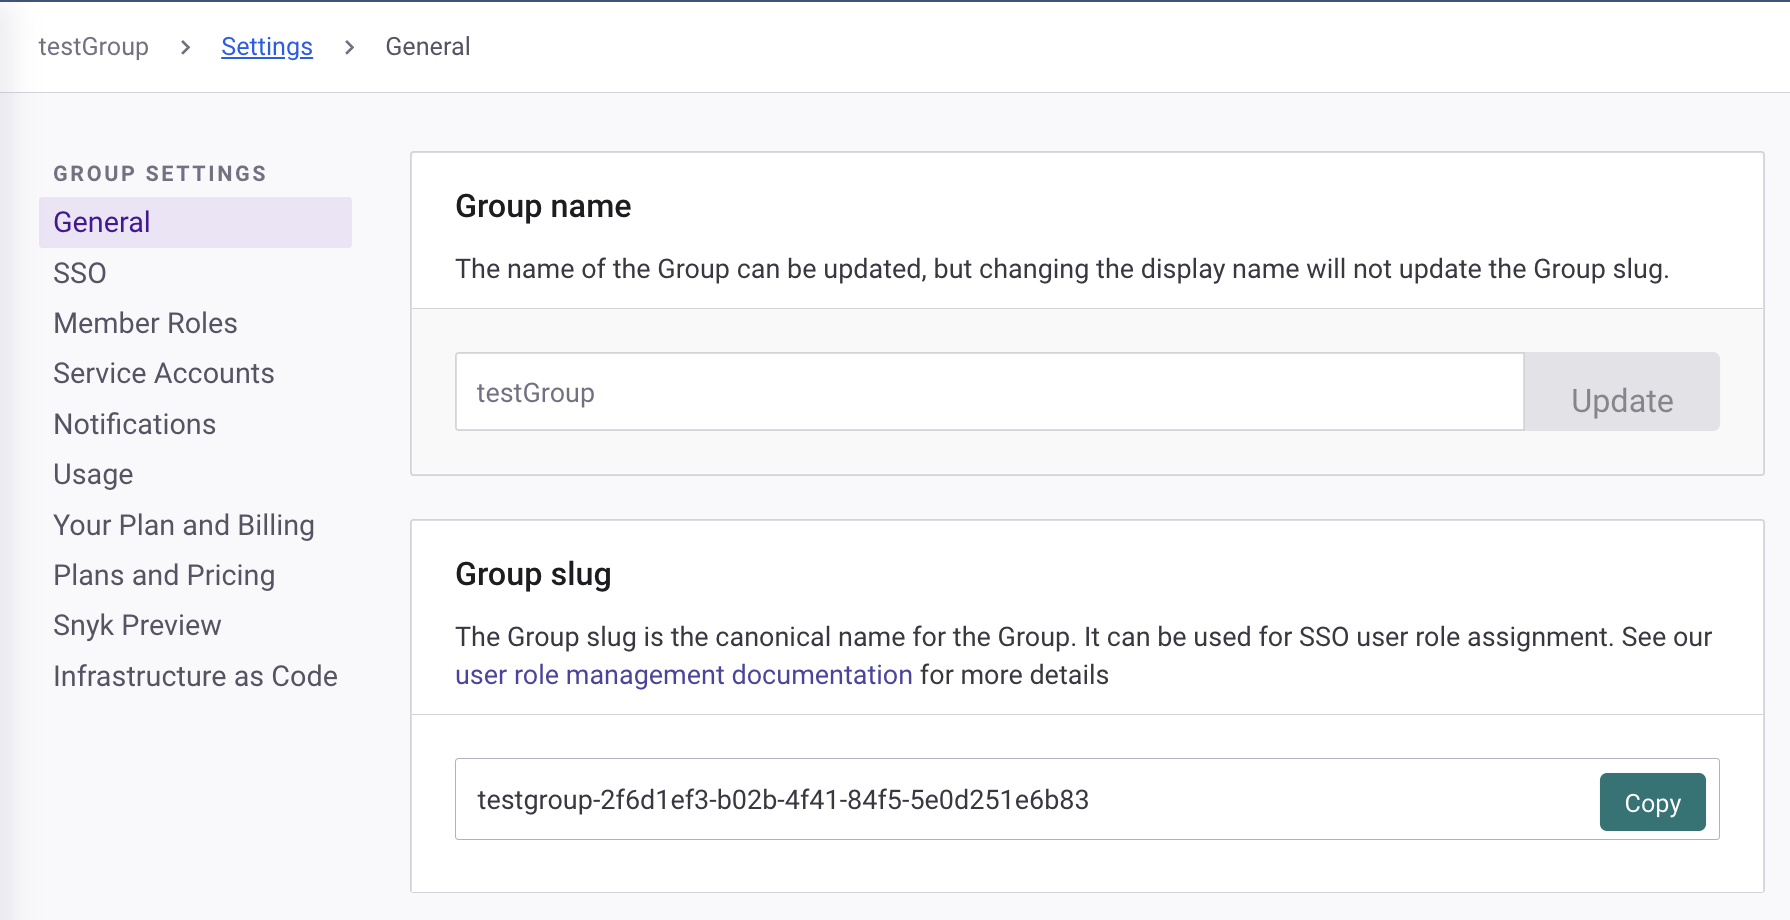 testGroup > Settings > General
GROUP SETTINGS
General
SSO
Member Roles
Service Accounts
Notifications
Usage
Your Plan and Billing
Plans and Pricing
Snyk Preview
Infrastructure as Code
Group name
The name of the Group can be updated, but changing the display name will not update the Group slug.
testGroup
Update
Group slug
The Group slug is the canonical name for the Group. It can be used for SSO user role assignment. See our
user role management documentation for more details
testgroup-2f6d1ef3-b02b-4f41-84f5-5e0d251e6b83
Copy